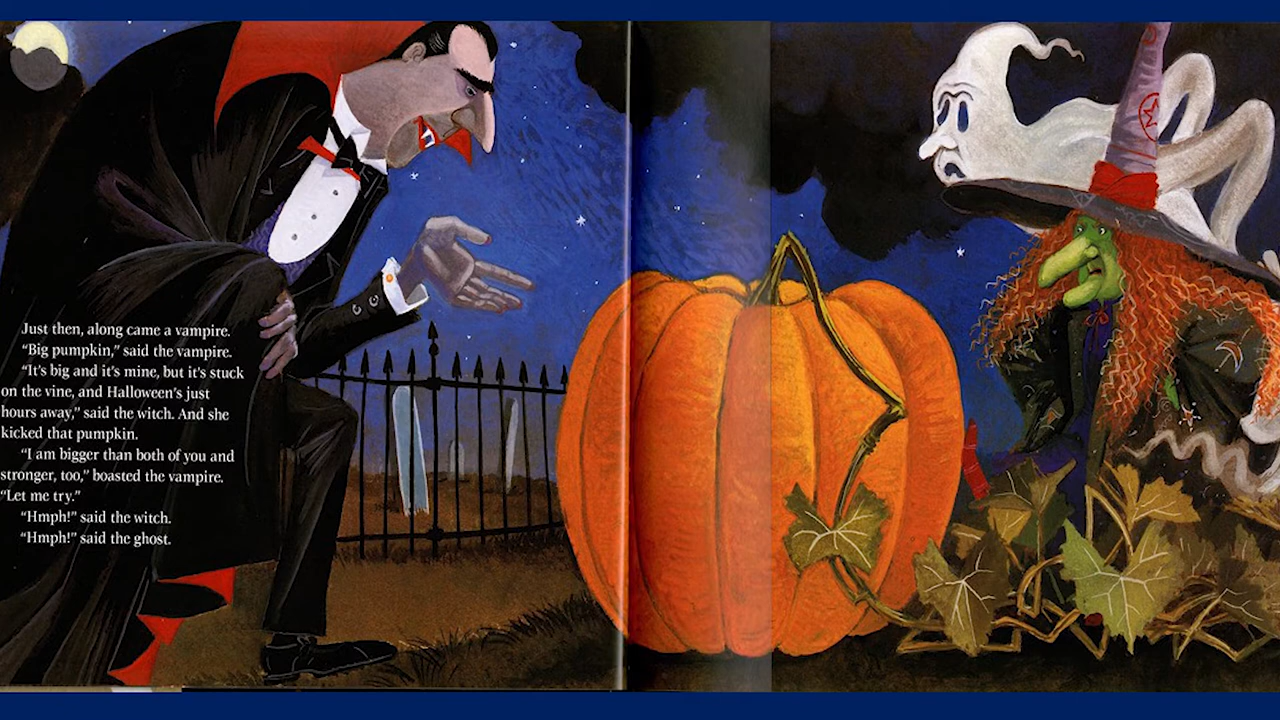 Just then, along came a vampire.
“Big pumpkin,” said the vampire.
“It’s big and it’s mine, but it’s stuck
on the vine, and Halloween’s just
hours away,” said the witch. And she
kicked that pumpkin.
“I am bigger than both of you and
stronger, too,” boasted the vampire.
“Let me try.”
“Hmph!” said the witch.
“Hmph!” said the ghost.